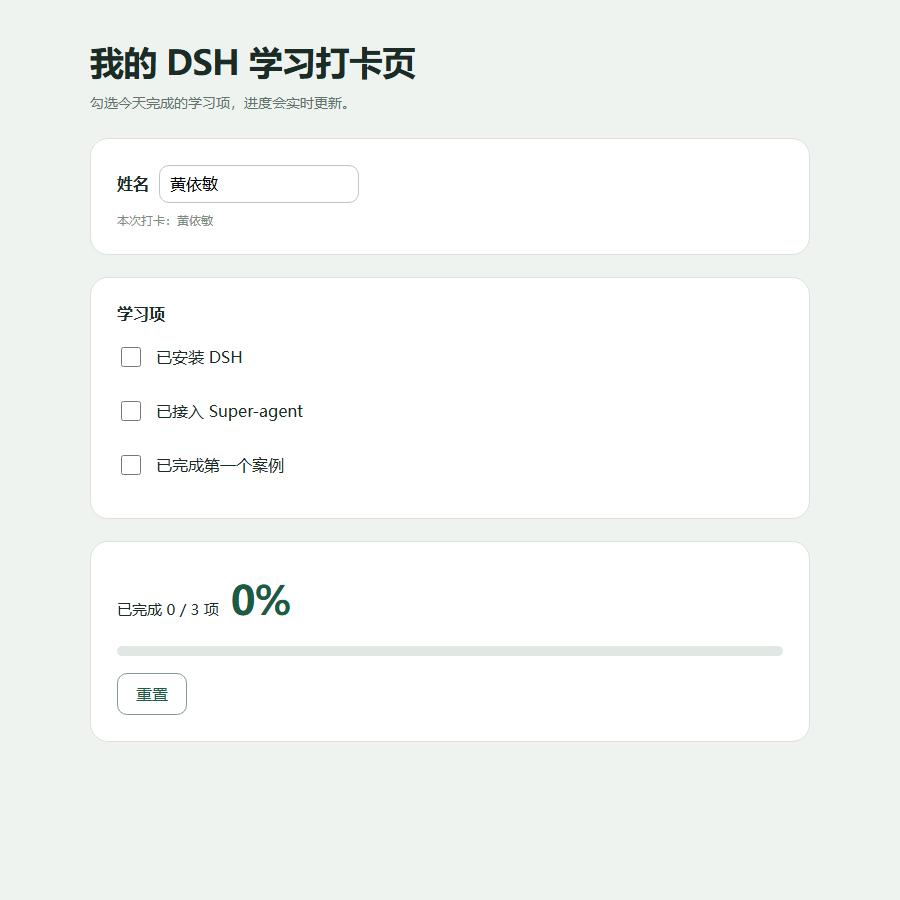 我的 DSH 学习打卡页
勾选今天完成的学习项，进度会实时更新。
姓名 黄依敏
本次打卡：黄依敏
学习项
已安装 DSH
已接入 Super-agent
已完成第一个案例
已完成 0 / 3 项 0%
重置